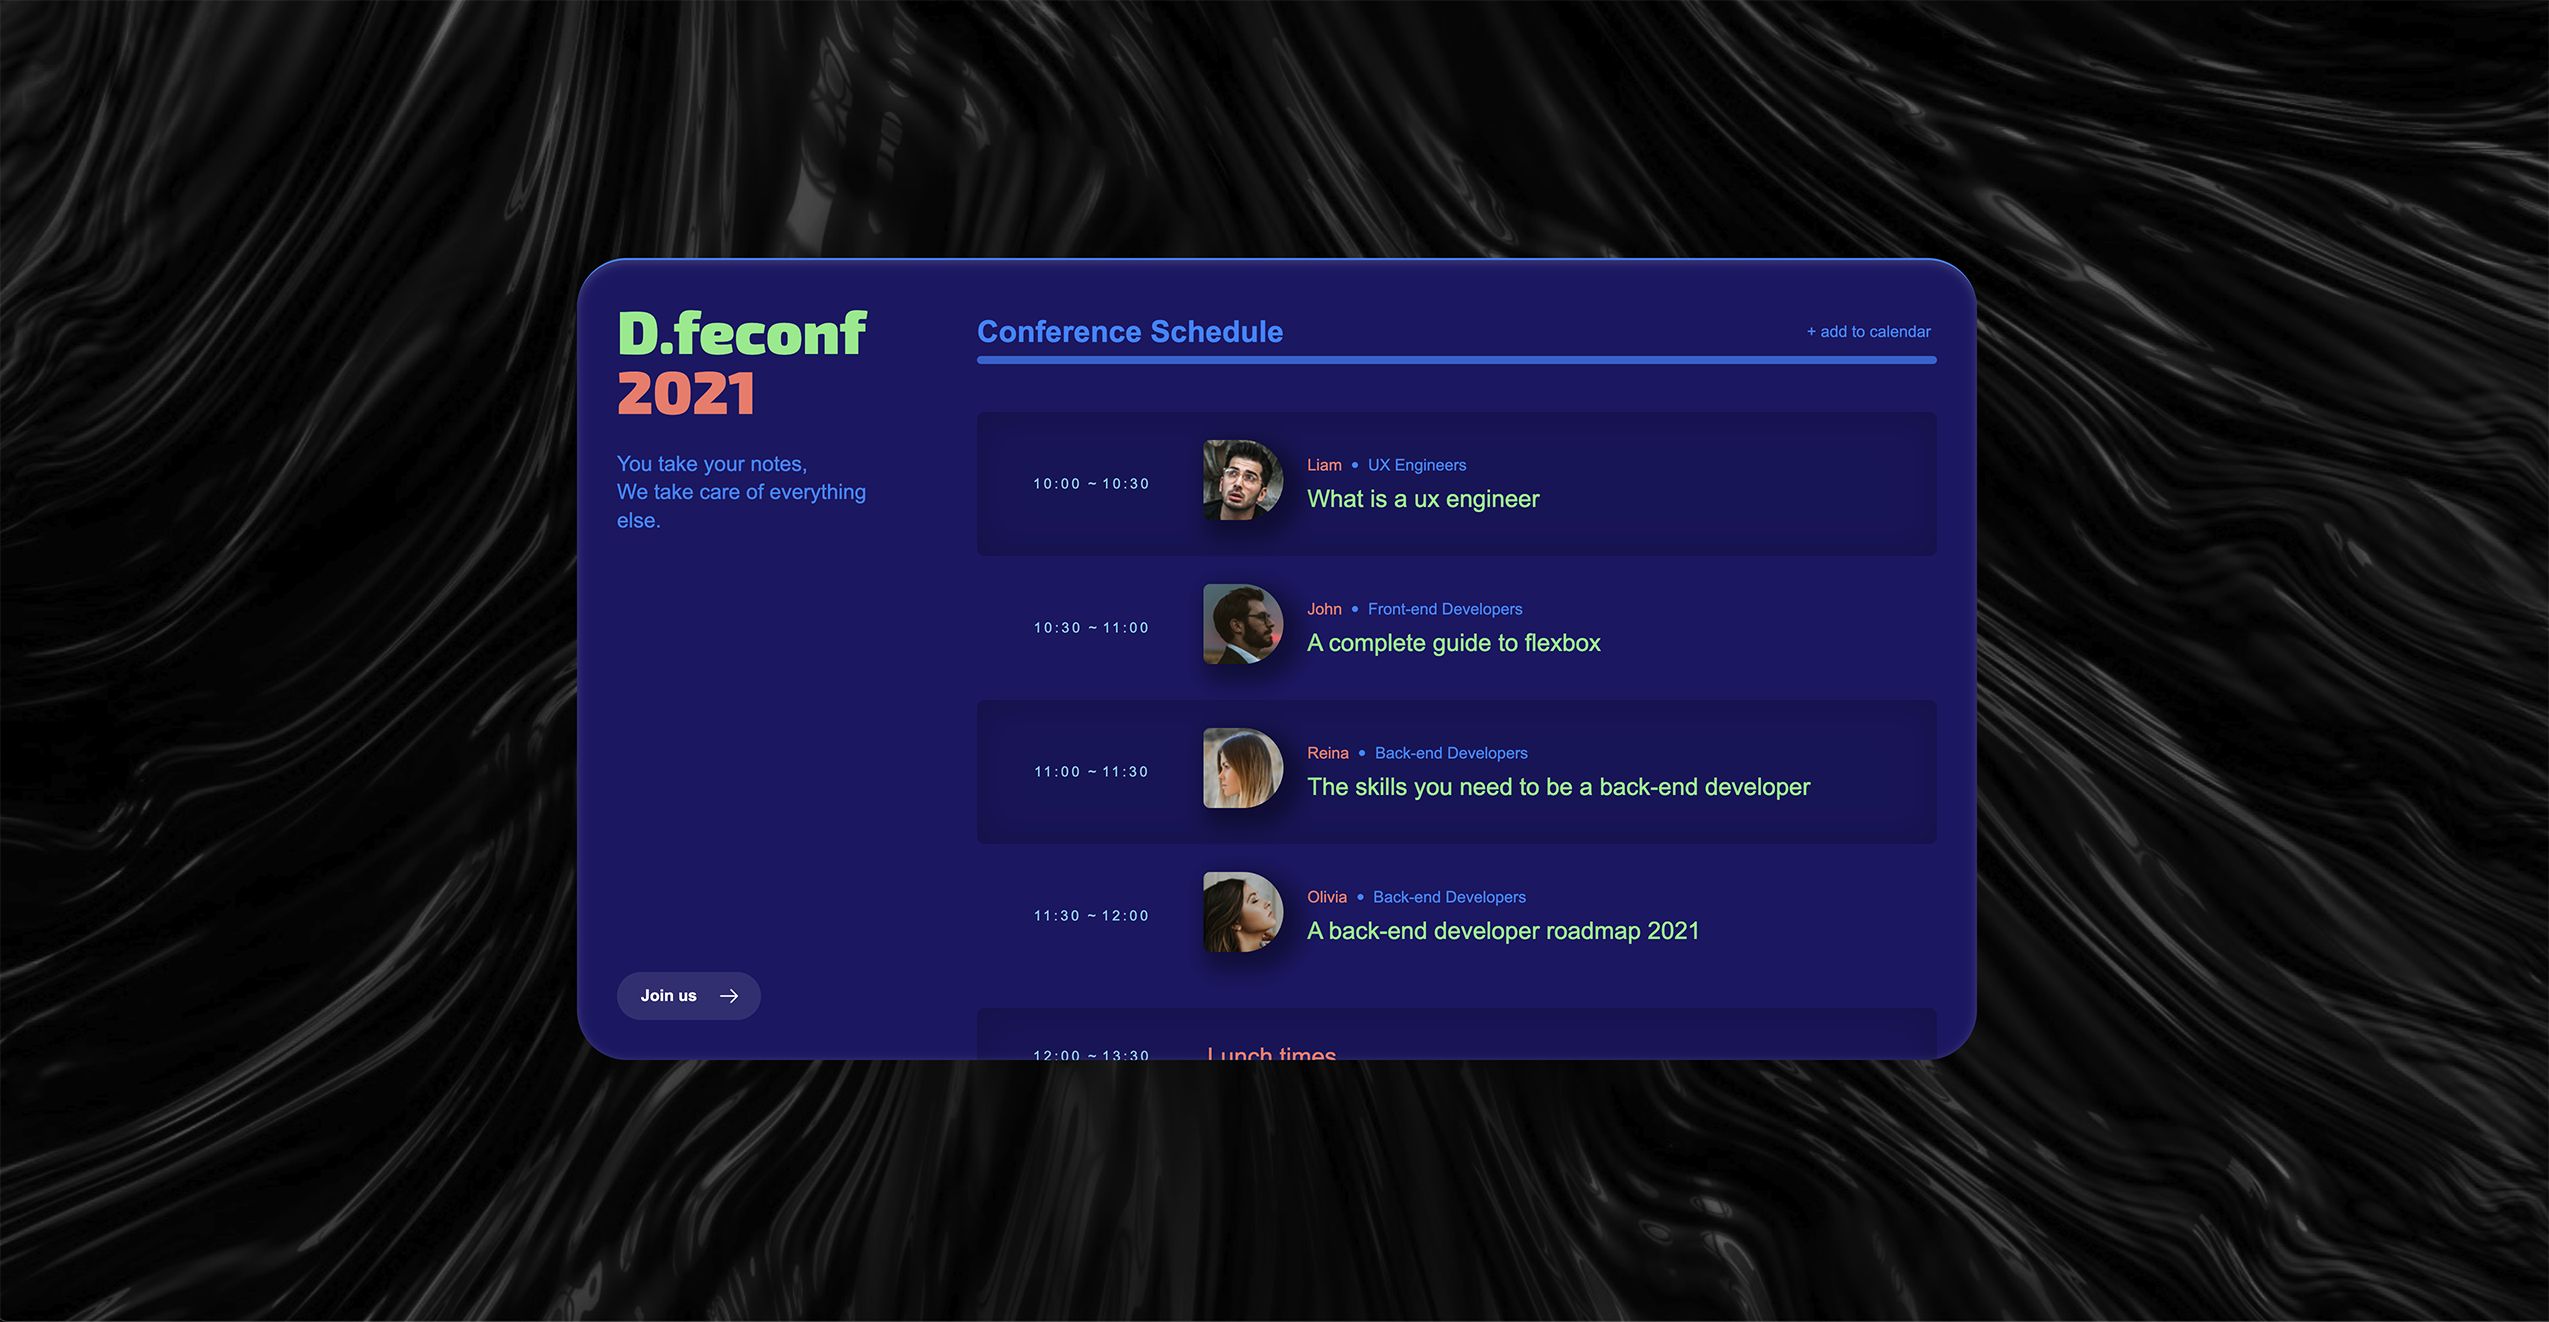 D.feconf
2021
You take your notes,
We take care of everything
else.
Join us
Conference Schedule
+ add to calendar
10:00 ~ 10:30
Liam • UX Engineers
What is a ux engineer
10:30 ~ 11:00
John • Front-end Developers
A complete guide to flexbox
11:00 ~ 11:30
Reina • Back-end Developers
The skills you need to be a back-end developer
11:30 ~ 12:00
Olivia • Back-end Developers
A back-end developer roadmap 2021
12:00 ~ 13:30
Lunch times